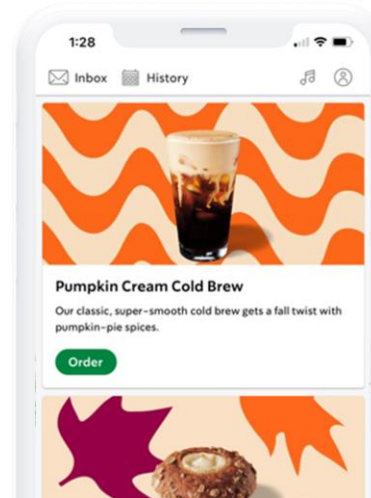 1:28
Inbox History
Pumpkin Cream Cold Brew
Our classic, super-smooth cold brew gets a fall twist with
pumpkin-pie spices.
Order